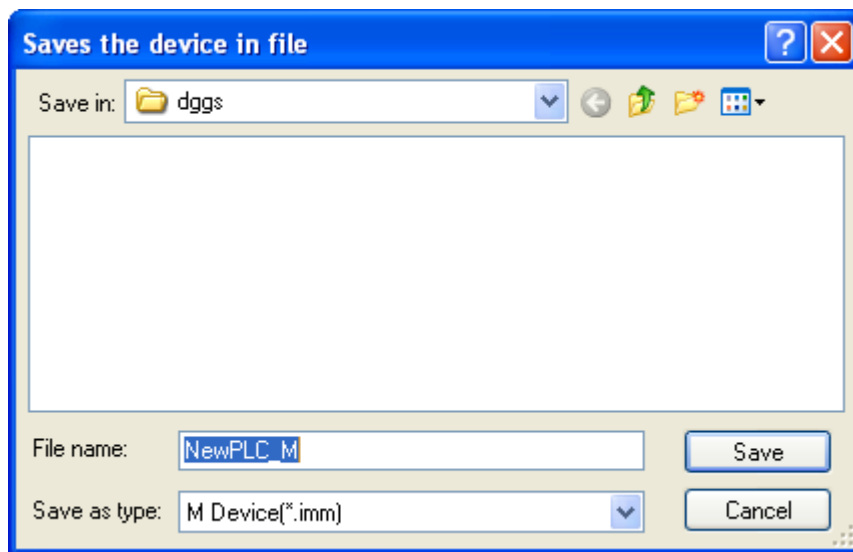 Saves the device in file
Save in: dggs
File name: NewPLC_M Save
Save as type: M Device(*.imm) Cancel